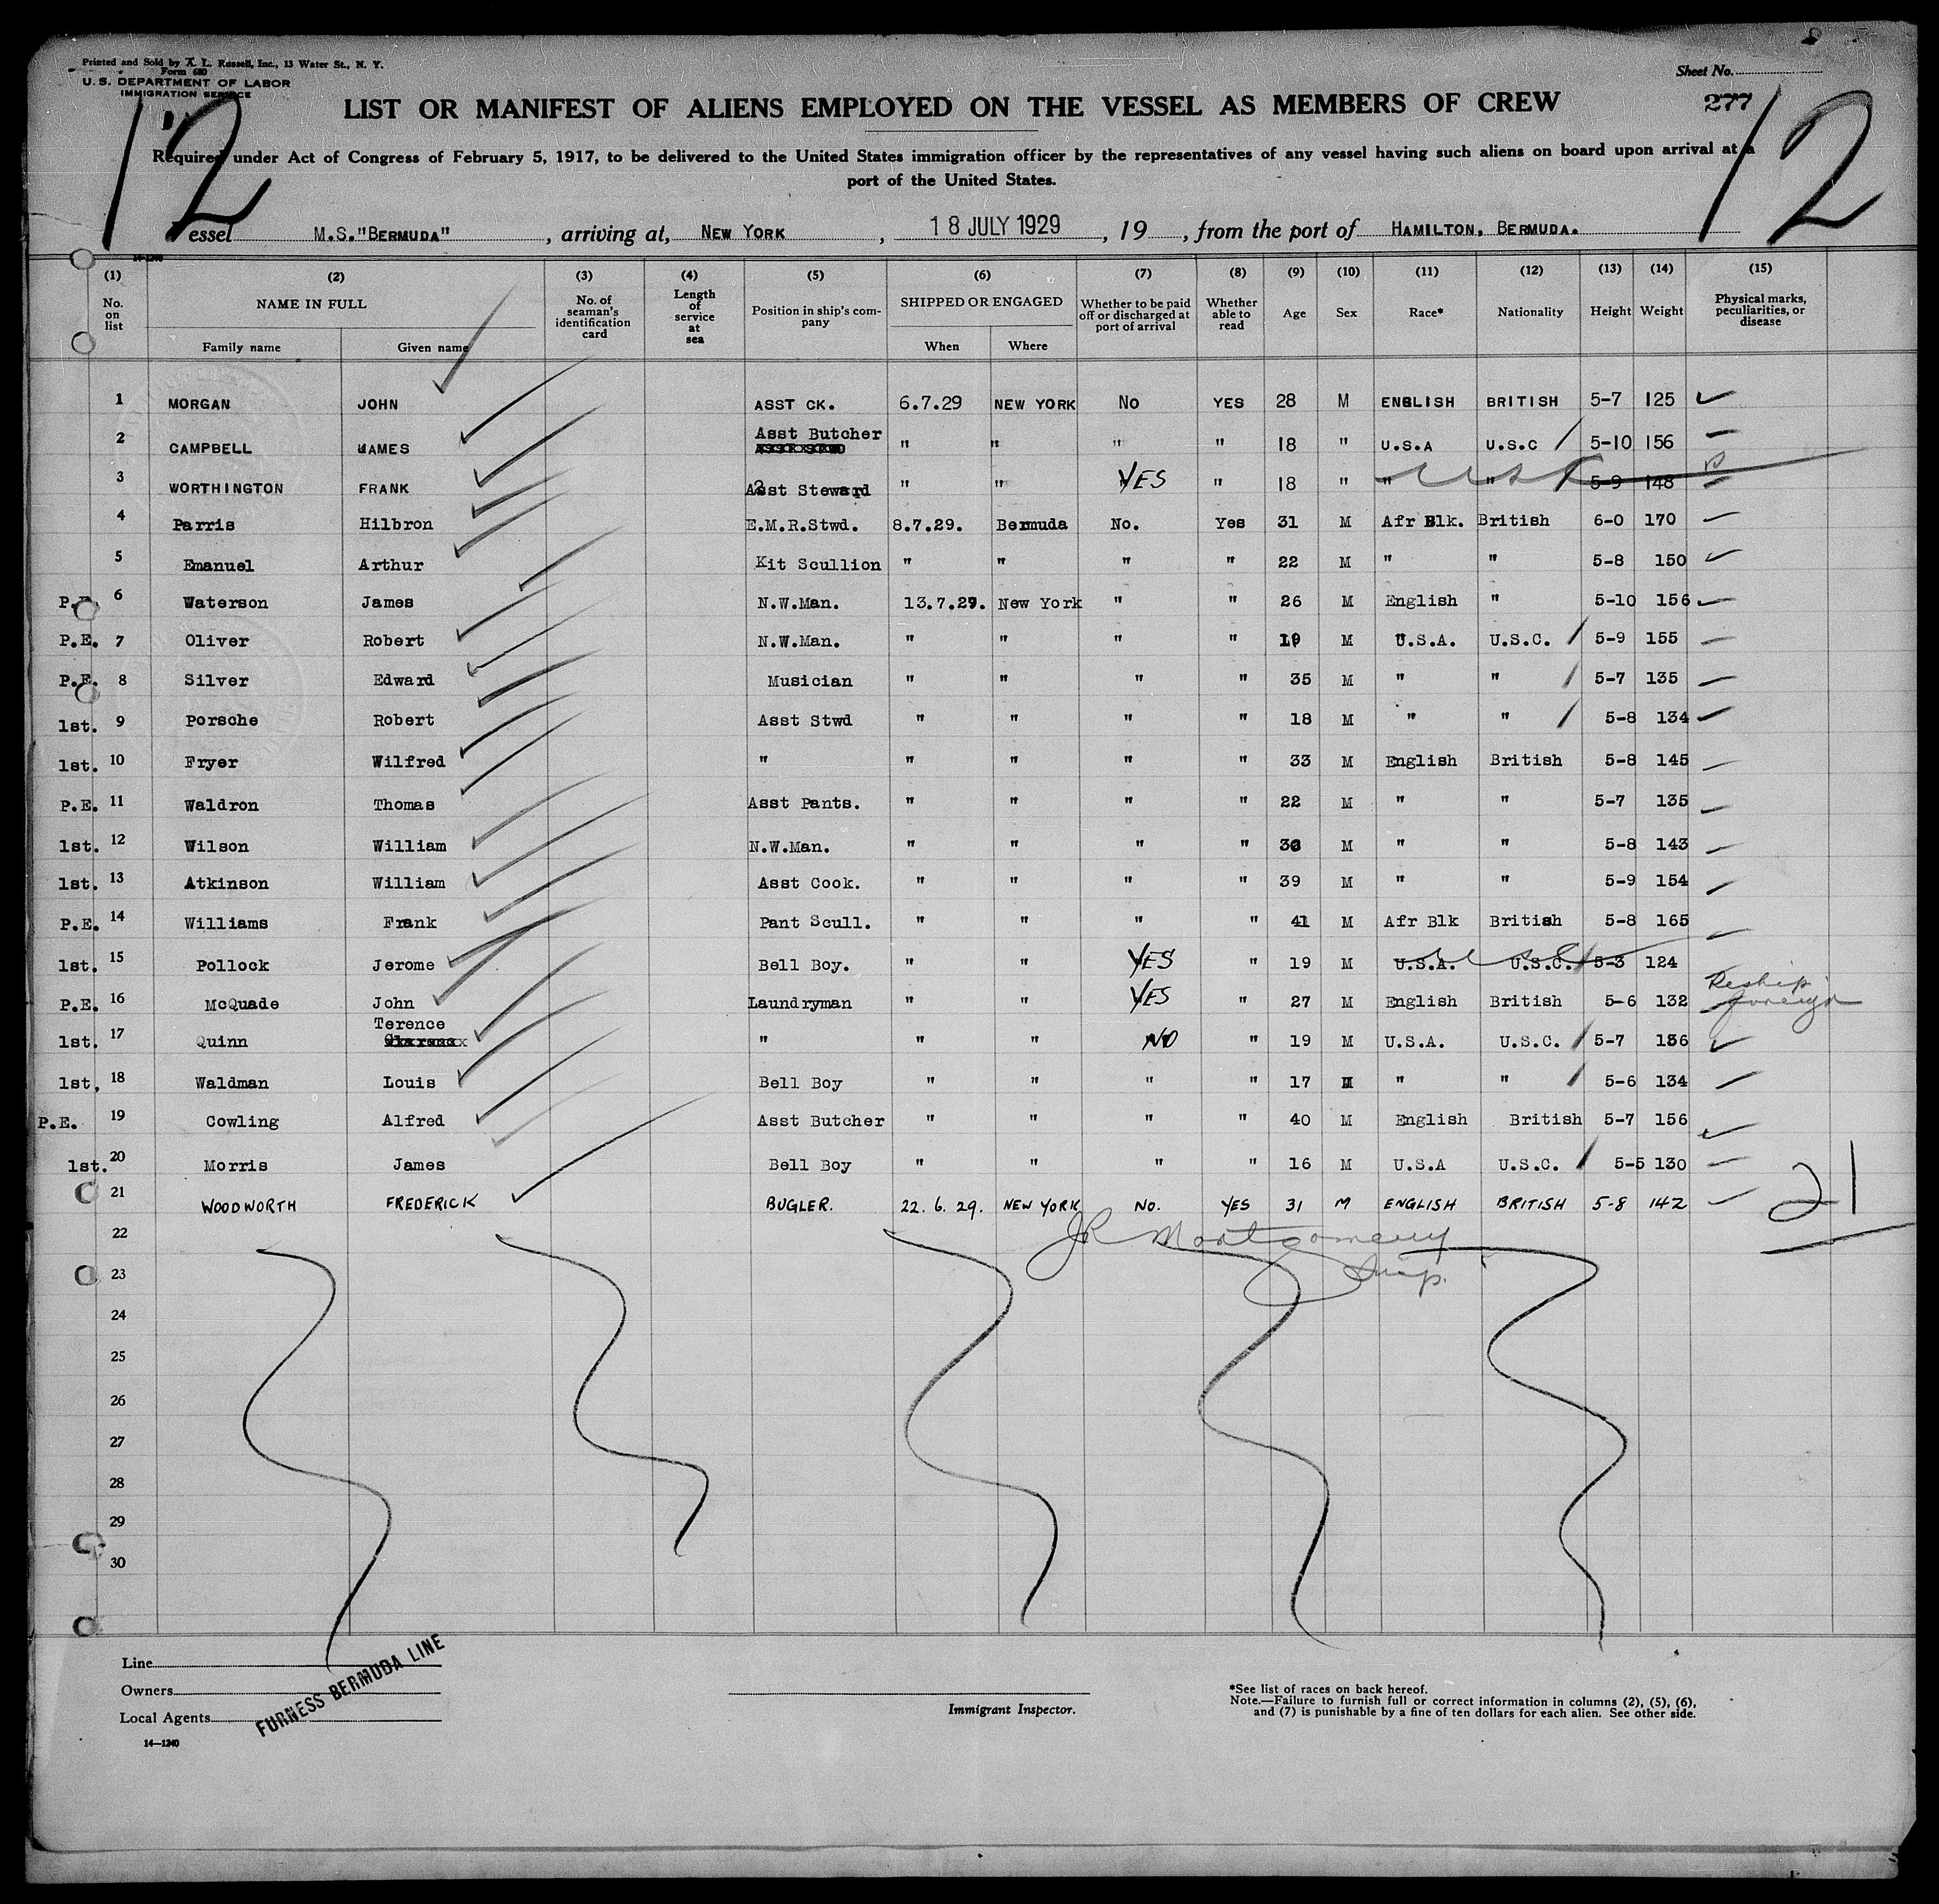 Printed and Sold by A. L. Russell, Inc., 13 Water St., N. Y.
Form 680
U. S. DEPARTMENT OF LABOR
IMMIGRATION SERVICE
Sheet No.
277
12
12
LIST OR MANIFEST OF ALIENS EMPLOYED ON THE VESSEL AS MEMBERS OF CREW
Required under Act of Congress of February 5, 1917, to be delivered to the United States immigration officer by the representatives of any vessel having such aliens on board upon arrival at a
port of the United States.
Vessel M.S."BERMUDA", arriving at, NEW YORK, 18 JULY 1929, 19, from the port of HAMILTON, BERMUDA.
14-1240
(1) (2) (3) (4) (5) (6) (7) (8) (9) (10) (11) (12) (13) (14) (15)
No. on list NAME IN FULL No. of seaman's identification card Length of service at sea Position in ship's company SHIPPED OR ENGAGED Whether to be paid off or discharged at port of arrival Whether able to read Age Sex Race* Nationality Height Weight Physical marks, peculiarities, or disease
Family name Given name When Where
1 MORGAN JOHN ASST CK. 6.7.29 NEW YORK No YES 28 M ENGLISH BRITISH 5-7 125
2 CAMPBELL JAMES Asst Butcher " " " " 18 " U.S.A U.S.C 5-10 156
3 WORTHINGTON FRANK Asst Steward " " YES " 18 " " " 5-9 148
4 Parris Hilbron E.M.R.Stwd. 8.7.29. Bermuda No. Yes 31 M Afr Blk. British 6-0 170
5 Emanuel Arthur Kit Scullion " " " " 22 M " " 5-8 150
P.E. 6 Waterson James N.W.Man. 13.7.29. New York " " 26 M English " 5-10 156
P.E. 7 Oliver Robert N.W.Man. " " " " 19 M U.S.A. U.S.C. 5-9 155
P.E. 8 Silver Edward Musician " " " " 35 M " " 5-7 135
1st. 9 Porsche Robert Asst Stwd " " " " 18 M " " 5-8 134
1st. 10 Fryer Wilfred " " " " " 33 M English British 5-8 145
P.E. 11 Waldron Thomas Asst Pants. " " " " 22 M " " 5-7 135
1st. 12 Wilson William N.W.Man. " " " " M " " 5-8 143
1st. 13 Atkinson William Asst Cook. " " " " 39 M " " 5-9 154
P.E. 14 Williams Frank Pant Scull. " " " " 41 M Afr Blk British 5-8 165
1st. 15 Pollock Jerome Bell Boy. " " YES " 19 M U.S.A. U.S.C. 5-3 124
P.E. 16 McQuade John Laundryman " " YES " 27 M English British 5-6 132 Reship foreign
1st. 17 Quinn Terence " " " NO " 19 M U.S.A. U.S.C. 5-7 136
1st, 18 Waldman Louis Bell Boy " " " " 17 M " " 5-6 134
P.E. 19 Cowling Alfred Asst Butcher " " " " 40 M English British 5-7 156
1st. 20 Morris James Bell Boy " " " " 16 M U.S.A U.S.C. 5-5 130
21 WOODWORTH FREDERICK BUGLER. 22.6.29. NEW YORK NO. YES 31 M ENGLISH BRITISH 5-8 142
21
22 JR Montgomery
23 Insp.
24
25
26
27
28
29
30
Line
Owners
Local Agents
FURNESS BERMUDA LINE
14—1240
Immigrant Inspector.
*See list of races on back hereof.
Note.—Failure to furnish full or correct information in columns (2), (5), (6),
and (7) is punishable by a fine of ten dollars for each alien. See other side.